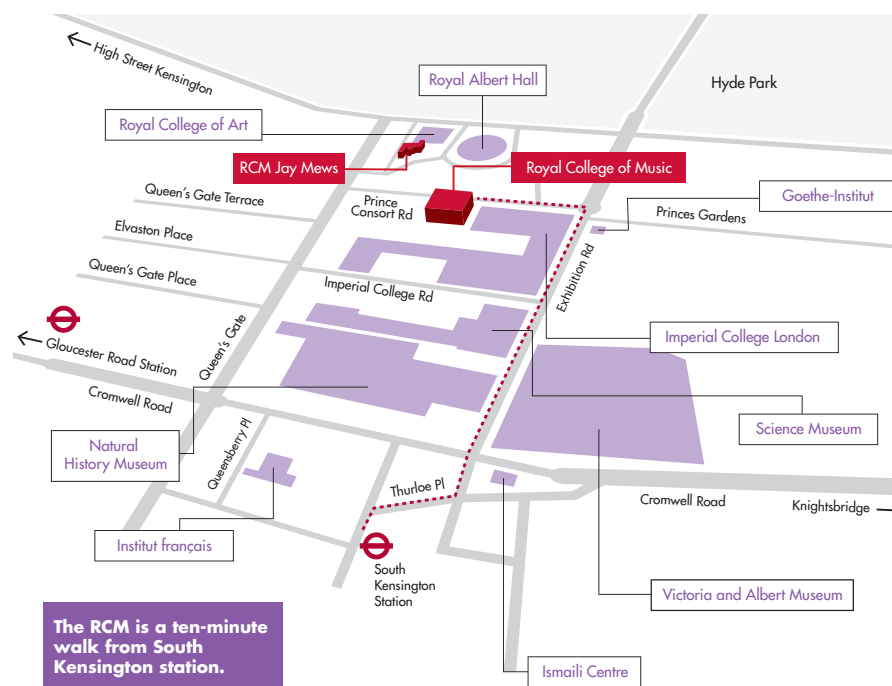 High Street Kensington
Royal Albert Hall
Hyde Park
Royal College of Art
RCM Jay Mews
Royal College of Music
Goethe-Institut
Queen's Gate Terrace
Prince
Consort Rd
Princes Gardens
Elvaston Place
Queen's Gate Place
Imperial College Rd
Exhibition Rd
Gloucester Road Station
Queen's Gate
Imperial College London
Cromwell Road
Science Museum
Natural
History Museum
Queensberry Pl
Thurloe Pl
Cromwell Road
Knightsbridge
Institut français
South
Kensington
Station
Victoria and Albert Museum
The RCM is a ten-minute
walk from South
Kensington station.
Ismaili Centre